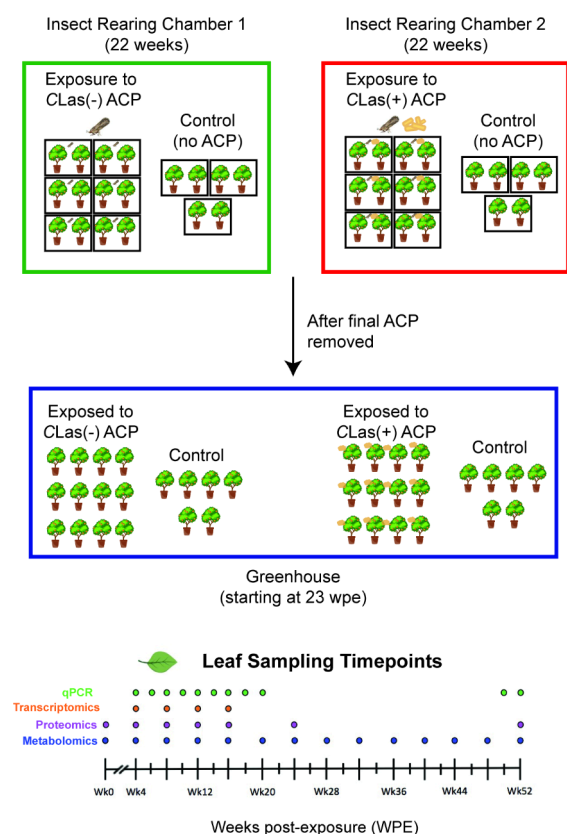 Insect Rearing Chamber 1
(22 weeks)
Insect Rearing Chamber 2
(22 weeks)
Exposure to
CLas(-) ACP
Control
(no ACP)
Exposure to
CLas(+) ACP
Control
(no ACP)
After final ACP
removed
Exposed to
CLas(-) ACP
Control
Exposed to
CLas(+) ACP
Control
Greenhouse
(starting at 23 wpe)
Leaf Sampling Timepoints
qPCR
Transcriptomics
Proteomics
Metabolomics
Wk0 Wk4 Wk12 Wk20 Wk28 Wk36 Wk44 Wk52
Weeks post-exposure (WPE)